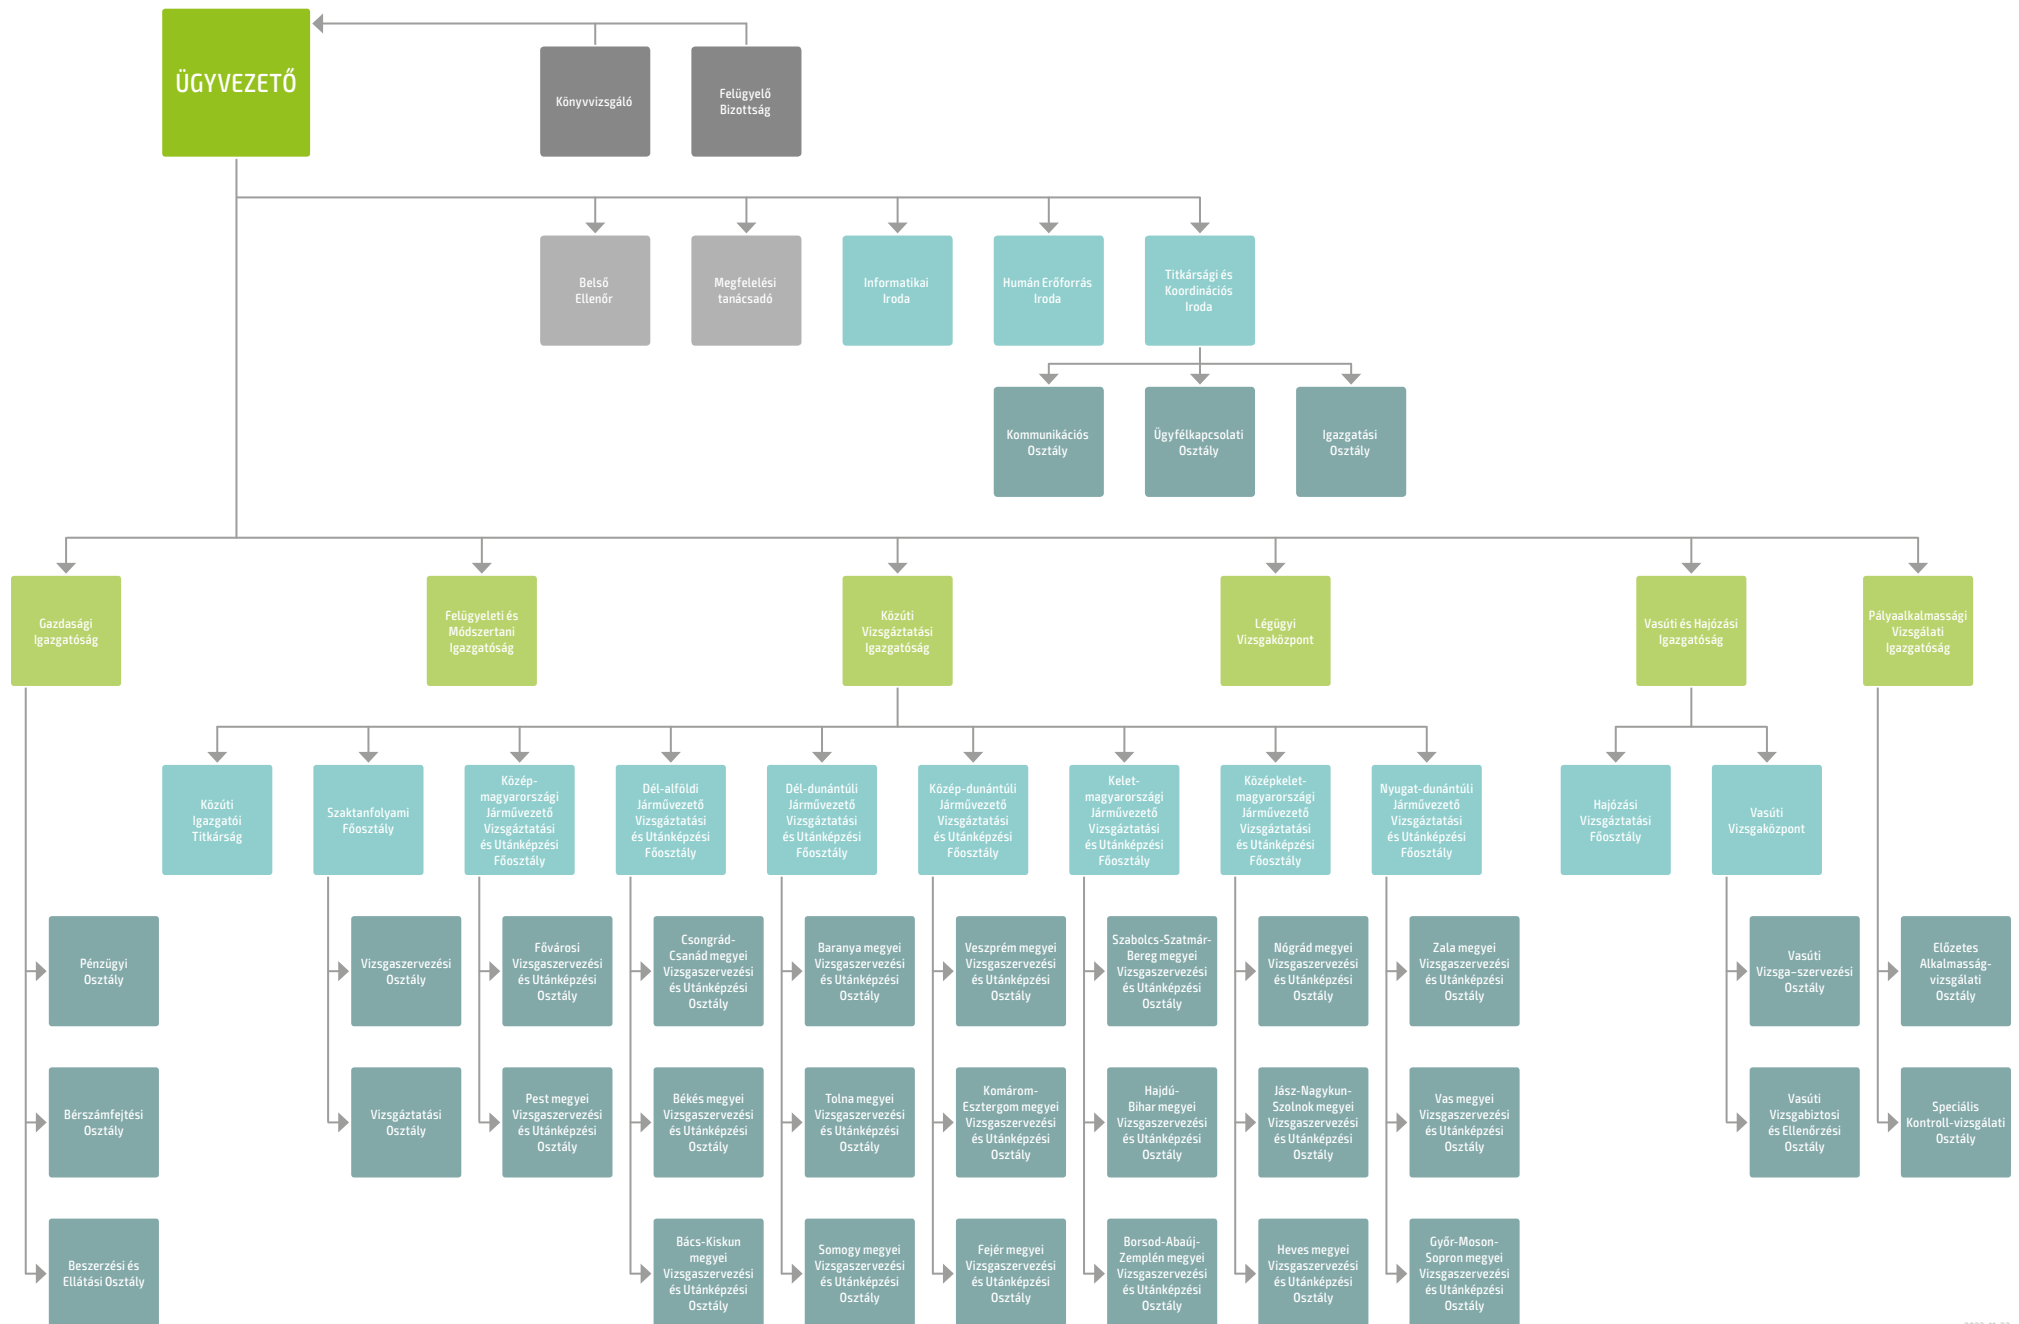 ÜGYVEZETŐ
Könyvvizsgáló
Felügyelő
Bizottság
Belső
Ellenőr
Megfelelési
tanácsadó
Informatikai
Iroda
Humán Erőforrás
Iroda
Titkársági és
Koordinációs
Iroda
Kommunikációs
Osztály
Ügyfélkapcsolati
Osztály
Igazgatási
Osztály
Gazdasági
Igazgatóság
Felügyeleti és
Módszertani
Igazgatóság
Közúti
Vizsgáztatási
Igazgatóság
Légügyi
Vizsgaközpont
Vasúti és Hajózási
Igazgatóság
Pályaalkalmassági
Vizsgálati
Igazgatóság
Közúti
Igazgatói
Titkárság
Szaktanfolyami
Főosztály
Közép-
magyarországi
Járművezető
Vizsgáztatási
és Utánképzési
Főosztály
Dél-alföldi
Járművezető
Vizsgáztatási
és Utánképzési
Főosztály
Dél-dunántúli
Járművezető
Vizsgáztatási
és Utánképzési
Főosztály
Közép-dunántúli
Járművezető
Vizsgáztatási
és Utánképzési
Főosztály
Kelet-
magyarországi
Járművezető
Vizsgáztatási
és Utánképzési
Főosztály
Középkelet-
magyarországi
Járművezető
Vizsgáztatási
és Utánképzési
Főosztály
Nyugat-dunántúli
Járművezető
Vizsgáztatási
és Utánképzési
Főosztály
Hajózási
Vizsgáztatási
Főosztály
Vasúti
Vizsgaközpont
Pénzügyi
Osztály
Vizsgaszervezési
Osztály
Fővárosi
Vizsgaszervezési
és Utánképzési
Osztály
Csongrád-
Csanád megyei
Vizsgaszervezési
és Utánképzési
Osztály
Baranya megyei
Vizsgaszervezési
és Utánképzési
Osztály
Veszprém megyei
Vizsgaszervezési
és Utánképzési
Osztály
Szabolcs-Szatmár-
Bereg megyei
Vizsgaszervezési
és Utánképzési
Osztály
Nógrád megyei
Vizsgaszervezési
és Utánképzési
Osztály
Zala megyei
Vizsgaszervezési
és Utánképzési
Osztály
Vasúti
Vizsga–szervezési
Osztály
Előzetes
Alkalmasság-
vizsgálati
Osztály
Bérszámfejtési
Osztály
Vizsgáztatási
Osztály
Pest megyei
Vizsgaszervezési
és Utánképzési
Osztály
Békés megyei
Vizsgaszervezési
és Utánképzési
Osztály
Tolna megyei
Vizsgaszervezési
és Utánképzési
Osztály
Komárom-
Esztergom megyei
Vizsgaszervezési
és Utánképzési
Osztály
Hajdú-
Bihar megyei
Vizsgaszervezési
és Utánképzési
Osztály
Jász-Nagykun-
Szolnok megyei
Vizsgaszervezési
és Utánképzési
Osztály
Vas megyei
Vizsgaszervezési
és Utánképzési
Osztály
Vasúti
Vizsgabiztosi
és Ellenőrzési
Osztály
Speciális
Kontroll-vizsgálati
Osztály
Beszerzési és
Ellátási Osztály
Bács-Kiskun
megyei
Vizsgaszervezési
és Utánképzési
Osztály
Somogy megyei
Vizsgaszervezési
és Utánképzési
Osztály
Fejér megyei
Vizsgaszervezési
és Utánképzési
Osztály
Borsod-Abaúj-
Zemplén megyei
Vizsgaszervezési
és Utánképzési
Osztály
Heves megyei
Vizsgaszervezési
és Utánképzési
Osztály
Győr-Moson-
Sopron megyei
Vizsgaszervezési
és Utánképzési
Osztály